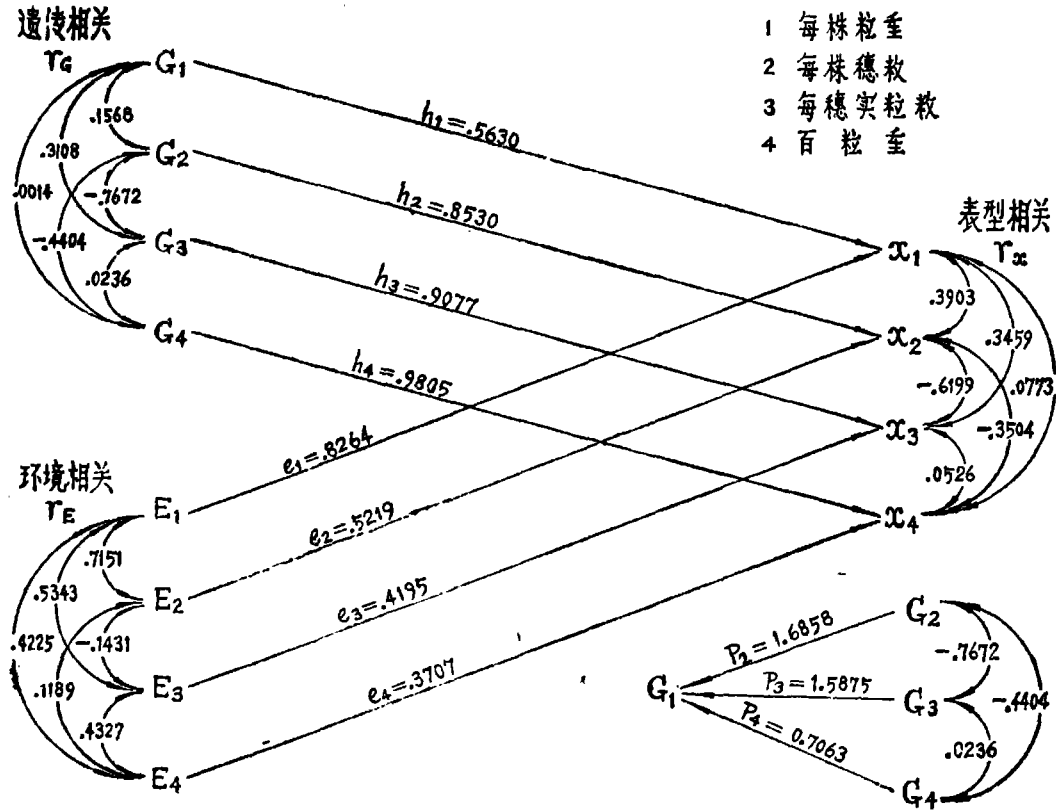 遗传相关
rG
G1
G2
G3
G4
.1568
.3108
.0014
-.7672
-.4404
.0236
h1=.5630
h2=.8530
h3=.9077
h4=.9805
1 每株粒重
2 每株穗数
3 每穗实粒数
4 百粒重
表型相关
rx
x1
x2
x3
x4
.3903
.3459
-.6199
.0773
-.3504
.0526
环境相关
rE
E1
E2
E3
E4
.7151
.5343
.4225
-.1431
.1189
.4327
e1=.8264
e2=.5219
e3=.4195
e4=.3707
G1
P2=1.6858
P3=1.5875
P4=0.7063
G2
G3
G4
-.7672
-.4404
.0236